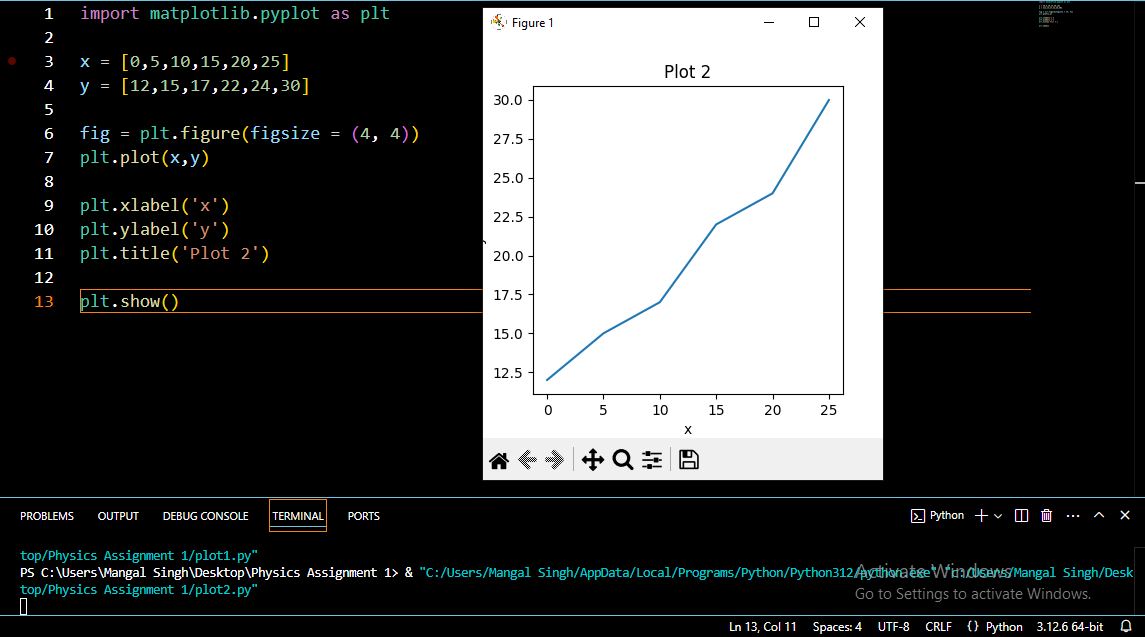 1 import matplotlib.pyplot as plt
2
3 x = [0,5,10,15,20,25]
4 y = [12,15,17,22,24,30]
5
6 fig = plt.figure(figsize = (4, 4))
7 plt.plot(x,y)
8
9 plt.xlabel('x')
10 plt.ylabel('y')
11 plt.title('Plot 2')
12
13 plt.show()
Figure 1
Plot 2
30.0
27.5
25.0
22.5
20.0
17.5
15.0
12.5
0 5 10 15 20 25
x
PROBLEMS OUTPUT DEBUG CONSOLE TERMINAL PORTS
Python
top/Physics Assignment 1/plot1.py"
PS C:\Users\Mangal Singh\Desktop\Physics Assignment 1> & "C:/Users/Mangal Singh/AppData/Local/Programs/Python/Python312/python.exe" "c:/Users/Mangal Singh/Desk
top/Physics Assignment 1/plot2.py"
Activate Windows
Go to Settings to activate Windows.
Ln 13, Col 11 Spaces: 4 UTF-8 CRLF {} Python 3.12.6 64-bit